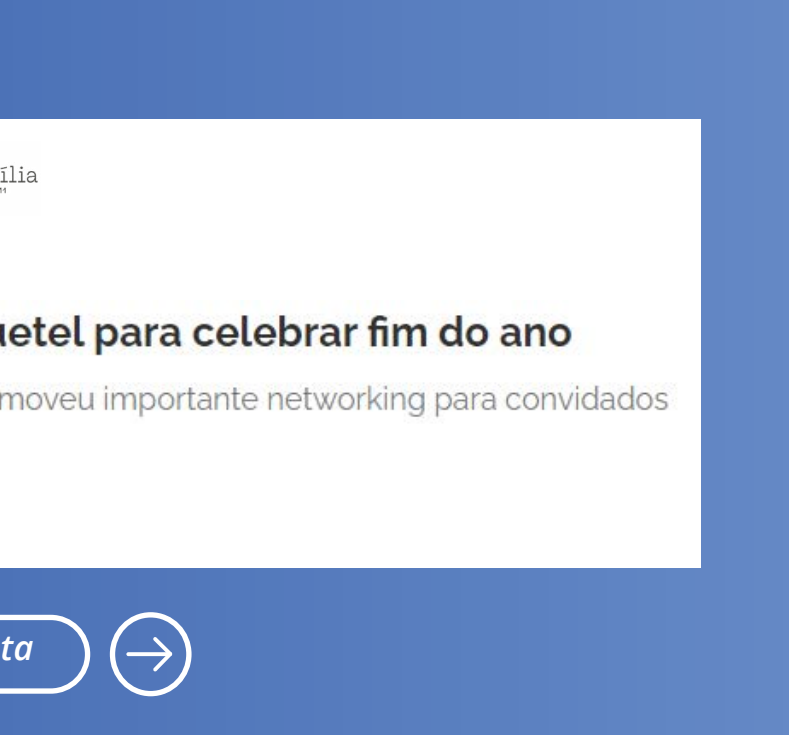 ília
uetel para celebrar fim do ano
moveu importante networking para convidados
ta